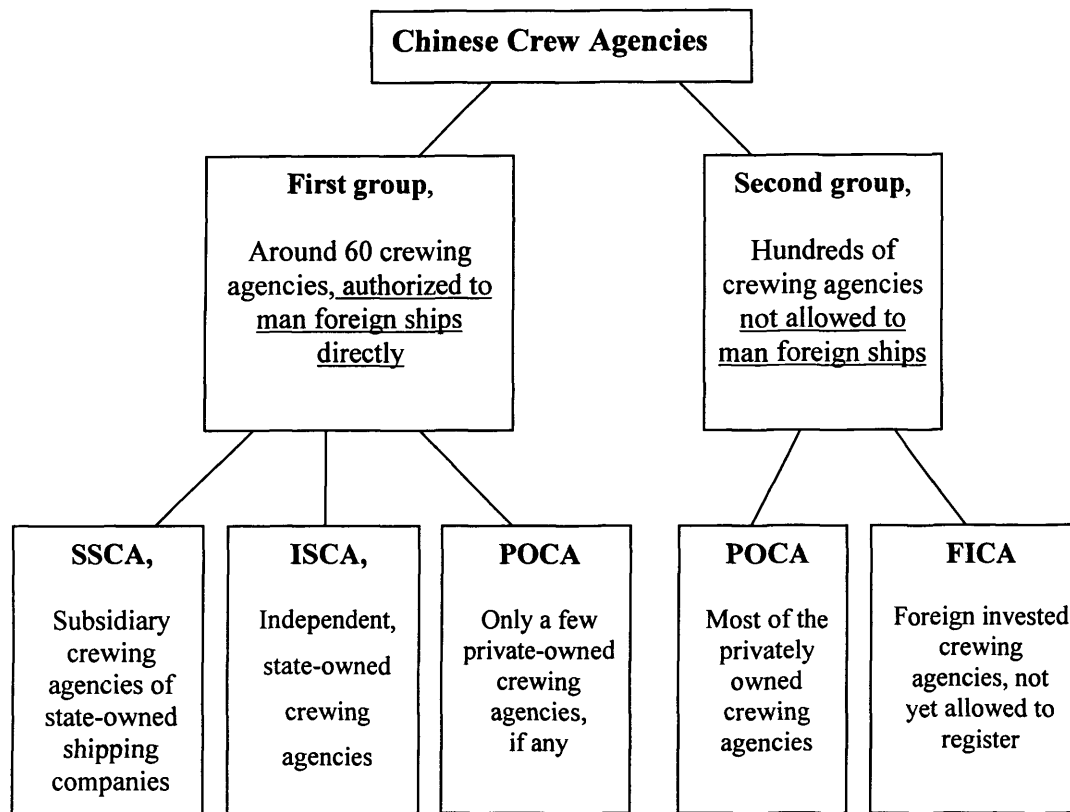 Chinese Crew Agencies
First group,
Around 60 crewing
agencies, authorized to
man foreign ships
directly
Second group,
Hundreds of
crewing agencies
not allowed to
man foreign ships
SSCA,
Subsidiary
crewing
agencies of
state-owned
shipping
companies
ISCA,
Independent,
state-owned
crewing
agencies
POCA
Only a few
private-owned
crewing
agencies,
if any
POCA
Most of the
privately
owned
crewing
agencies
FICA
Foreign invested
crewing
agencies, not
yet allowed to
register